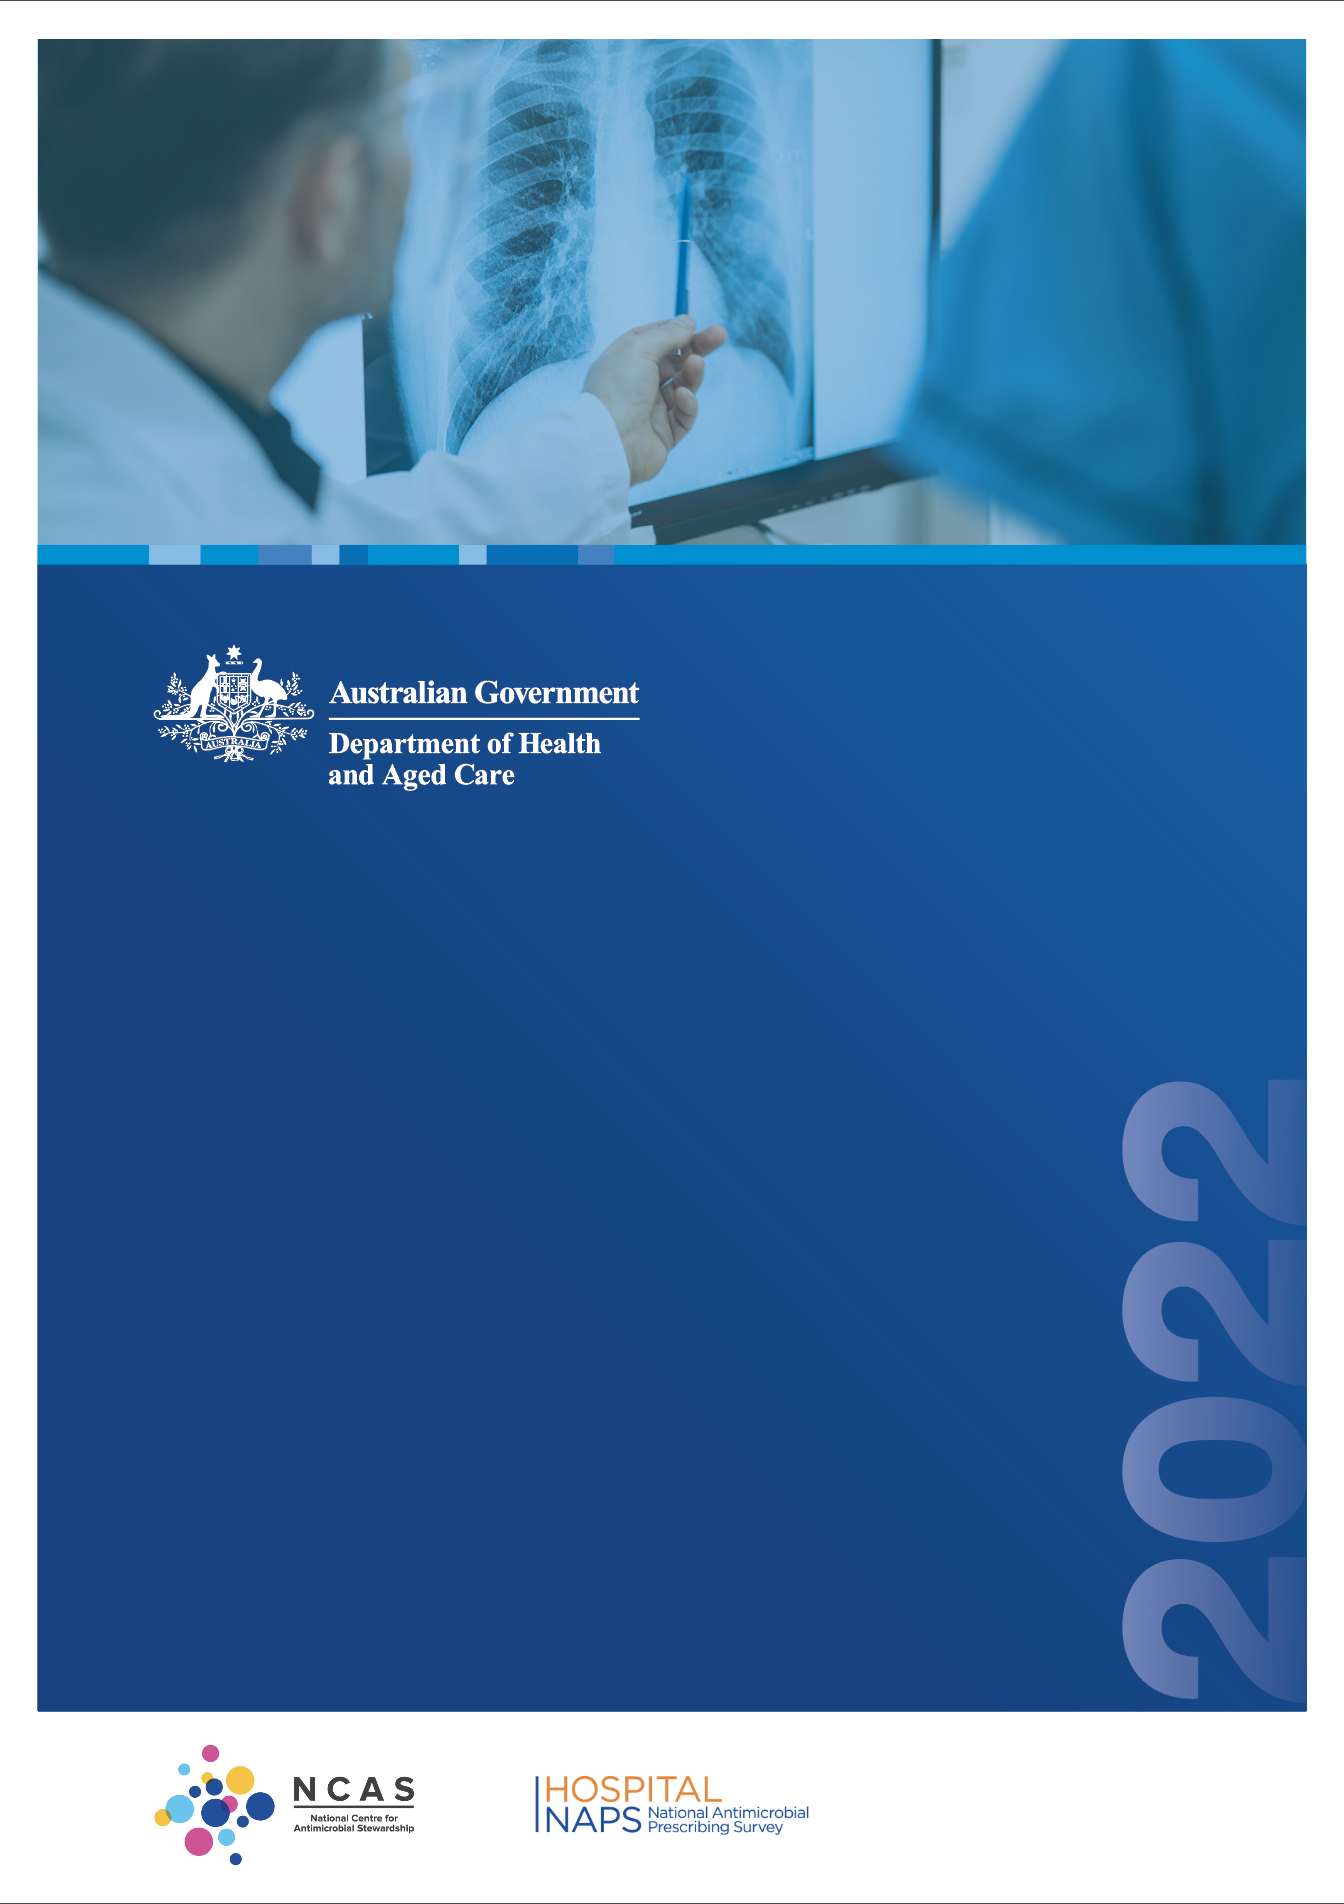 Australian Government
Department of Health
and Aged Care
AUSTRALIA
2022
NCAS
National Centre for
Antimicrobial Stewardship
HOSPITAL
NAPS National Antimicrobial
Prescribing Survey